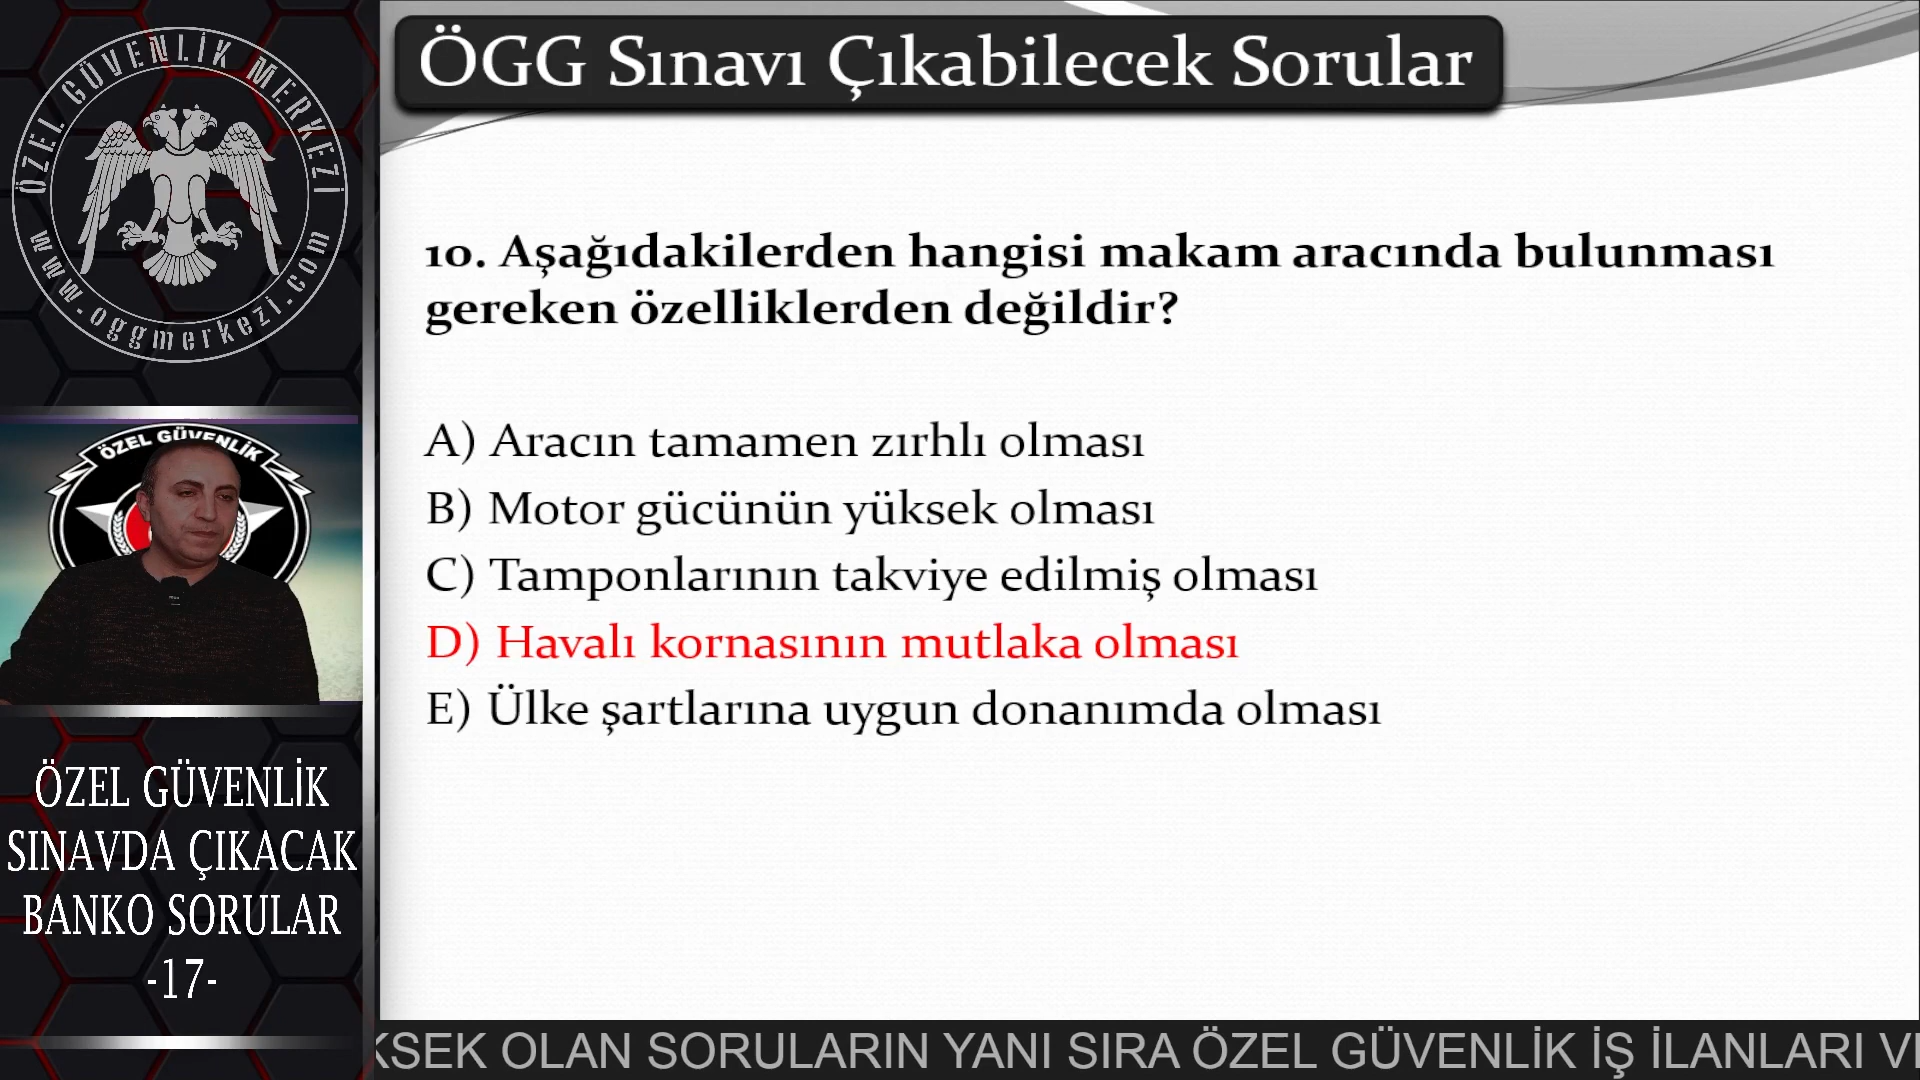 ÖZEL GÜVENLİK MERKEZİ
www.oggmerkezi.com
ÖGG Sınavı Çıkabilecek Sorular
10. Aşağıdakilerden hangisi makam aracında bulunması
gereken özelliklerden değildir?
A) Aracın tamamen zırhlı olması
B) Motor gücünün yüksek olması
C) Tamponlarının takviye edilmiş olması
D) Havalı kornasının mutlaka olması
E) Ülke şartlarına uygun donanımda olması
ÖZEL GÜVENLİK
ÖZEL GÜVENLİK
SINAVDA ÇIKACAK
BANKO SORULAR
-17-
KSEK OLAN SORULARIN YANI SIRA ÖZEL GÜVENLİK İŞ İLANLARI